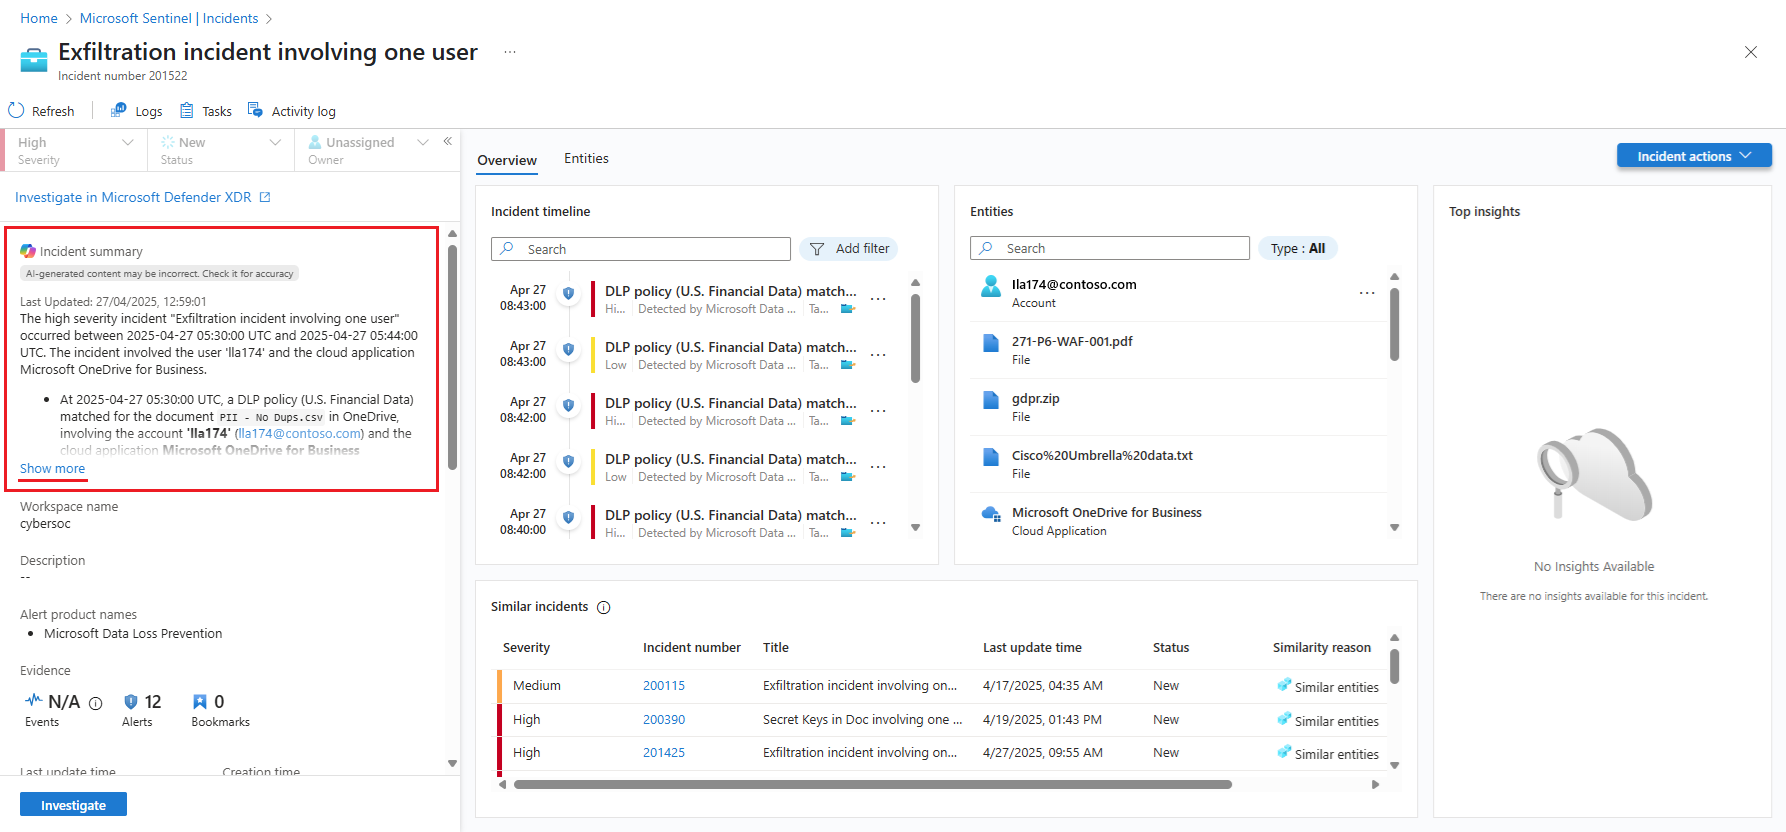 Home > Microsoft Sentinel | Incidents >
Exfiltration incident involving one user ...
Incident number 201522
Refresh | Logs Tasks Activity log
High
Severity
New
Status
Unassigned
Owner
«
Investigate in Microsoft Defender XDR
Incident summary
AI-generated content may be incorrect. Check it for accuracy
Last Updated: 27/04/2025, 12:59:01
The high severity incident "Exfiltration incident involving one user"
occurred between 2025-04-27 05:30:00 UTC and 2025-04-27 05:44:00
UTC. The incident involved the user 'lla174' and the cloud application
Microsoft OneDrive for Business.
• At 2025-04-27 05:30:00 UTC, a DLP policy (U.S. Financial Data)
matched for the document PII - No Dups.csv in OneDrive,
involving the account 'lla174' (lla174@contoso.com) and the
cloud application Microsoft OneDrive for Business
Show more
Workspace name
cybersoc
Description
--
Alert product names
• Microsoft Data Loss Prevention
Evidence
N/A
Events
12
Alerts
0
Bookmarks
Last update time
Creation time
Investigate
Overview
Entities
Incident actions
Incident timeline
Search
Add filter
Apr 27
08:43:00
DLP policy (U.S. Financial Data) match... ...
Hi... | Detected by Microsoft Data ... | Ta...
Apr 27
08:43:00
DLP policy (U.S. Financial Data) match... ...
Low | Detected by Microsoft Data ... | Ta...
Apr 27
08:42:00
DLP policy (U.S. Financial Data) match... ...
Hi... | Detected by Microsoft Data ... | Ta...
Apr 27
08:42:00
DLP policy (U.S. Financial Data) match... ...
Low | Detected by Microsoft Data ... | Ta...
Apr 27
08:40:00
DLP policy (U.S. Financial Data) match... ...
Hi... | Detected by Microsoft Data ... | Ta...
Entities
Search
Type : All
lla174@contoso.com ...
Account
271-P6-WAF-001.pdf
File
gdpr.zip
File
Cisco%20Umbrella%20data.txt
File
Microsoft OneDrive for Business
Cloud Application
Top insights
No Insights Available
There are no insights available for this incident.
Similar incidents
Severity Incident number Title Last update time Status Similarity reason
Medium 200115 Exfiltration incident involving on... 4/17/2025, 04:35 AM New Similar entities
High 200390 Secret Keys in Doc involving one ... 4/19/2025, 01:43 PM New Similar entities
High 201425 Exfiltration incident involving on... 4/27/2025, 09:55 AM New Similar entities